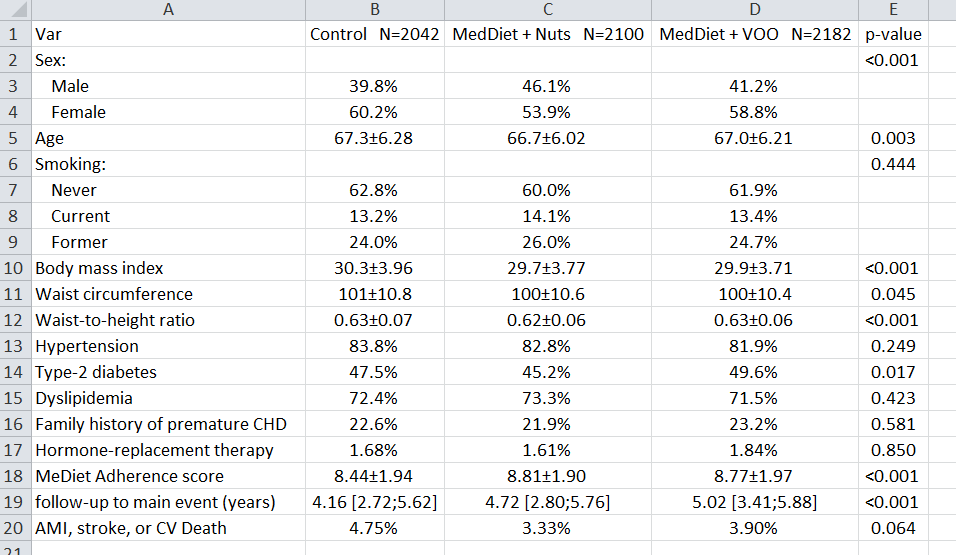 A B C D E
1 Var Control N=2042 MedDiet + Nuts N=2100 MedDiet + VOO N=2182 p-value
2 Sex: <0.001
3 Male 39.8% 46.1% 41.2%
4 Female 60.2% 53.9% 58.8%
5 Age 67.3±6.28 66.7±6.02 67.0±6.21 0.003
6 Smoking: 0.444
7 Never 62.8% 60.0% 61.9%
8 Current 13.2% 14.1% 13.4%
9 Former 24.0% 26.0% 24.7%
10 Body mass index 30.3±3.96 29.7±3.77 29.9±3.71 <0.001
11 Waist circumference 101±10.8 100±10.6 100±10.4 0.045
12 Waist-to-height ratio 0.63±0.07 0.62±0.06 0.63±0.06 <0.001
13 Hypertension 83.8% 82.8% 81.9% 0.249
14 Type-2 diabetes 47.5% 45.2% 49.6% 0.017
15 Dyslipidemia 72.4% 73.3% 71.5% 0.423
16 Family history of premature CHD 22.6% 21.9% 23.2% 0.581
17 Hormone-replacement therapy 1.68% 1.61% 1.84% 0.850
18 MeDiet Adherence score 8.44±1.94 8.81±1.90 8.77±1.97 <0.001
19 follow-up to main event (years) 4.16 [2.72;5.62] 4.72 [2.80;5.76] 5.02 [3.41;5.88] <0.001
20 AMI, stroke, or CV Death 4.75% 3.33% 3.90% 0.064
21